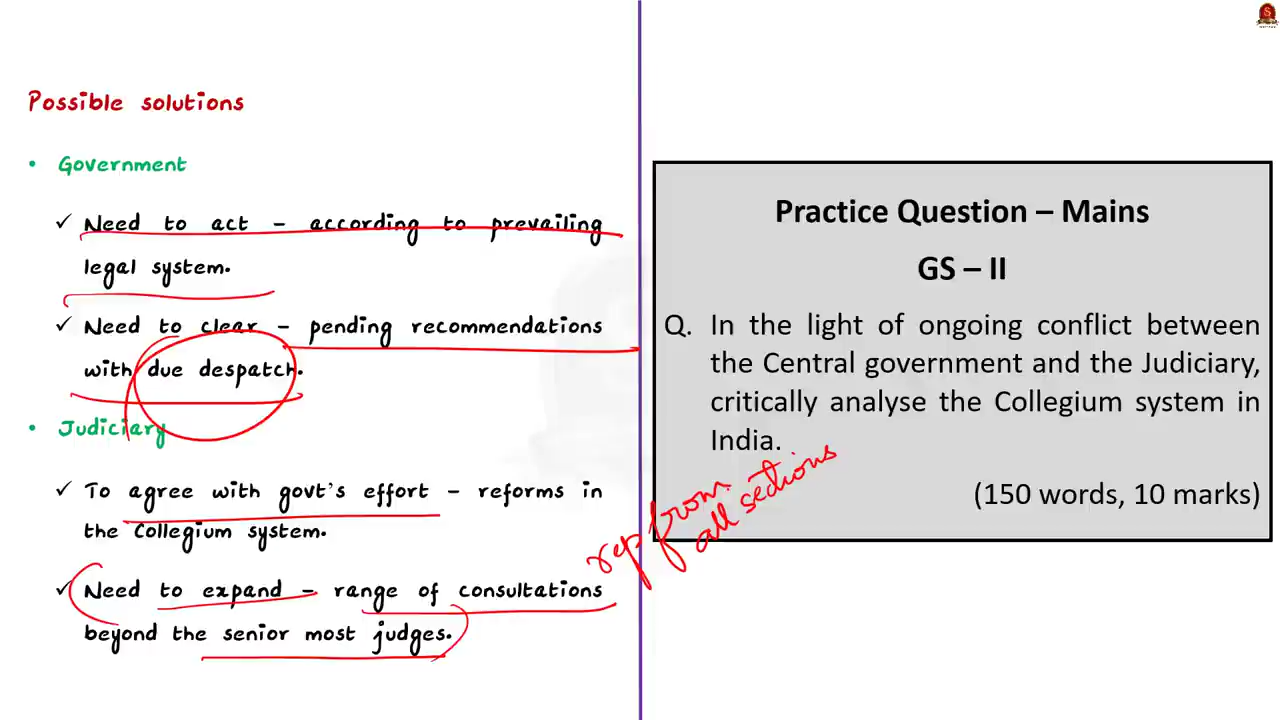 Possible solutions
• Government
✓ Need to act – according to prevailing
legal system.
✓ Need to clear – pending recommendations
with due despatch.
• Judiciary
✓ To agree with govt's effort – reforms in
the Collegium system.
✓ Need to expand – range of consultations
beyond the senior most judges.
rep from
all sections
Practice Question – Mains
GS – II
Q. In the light of ongoing conflict between
the Central government and the Judiciary,
critically analyse the Collegium system in
India.
(150 words, 10 marks)